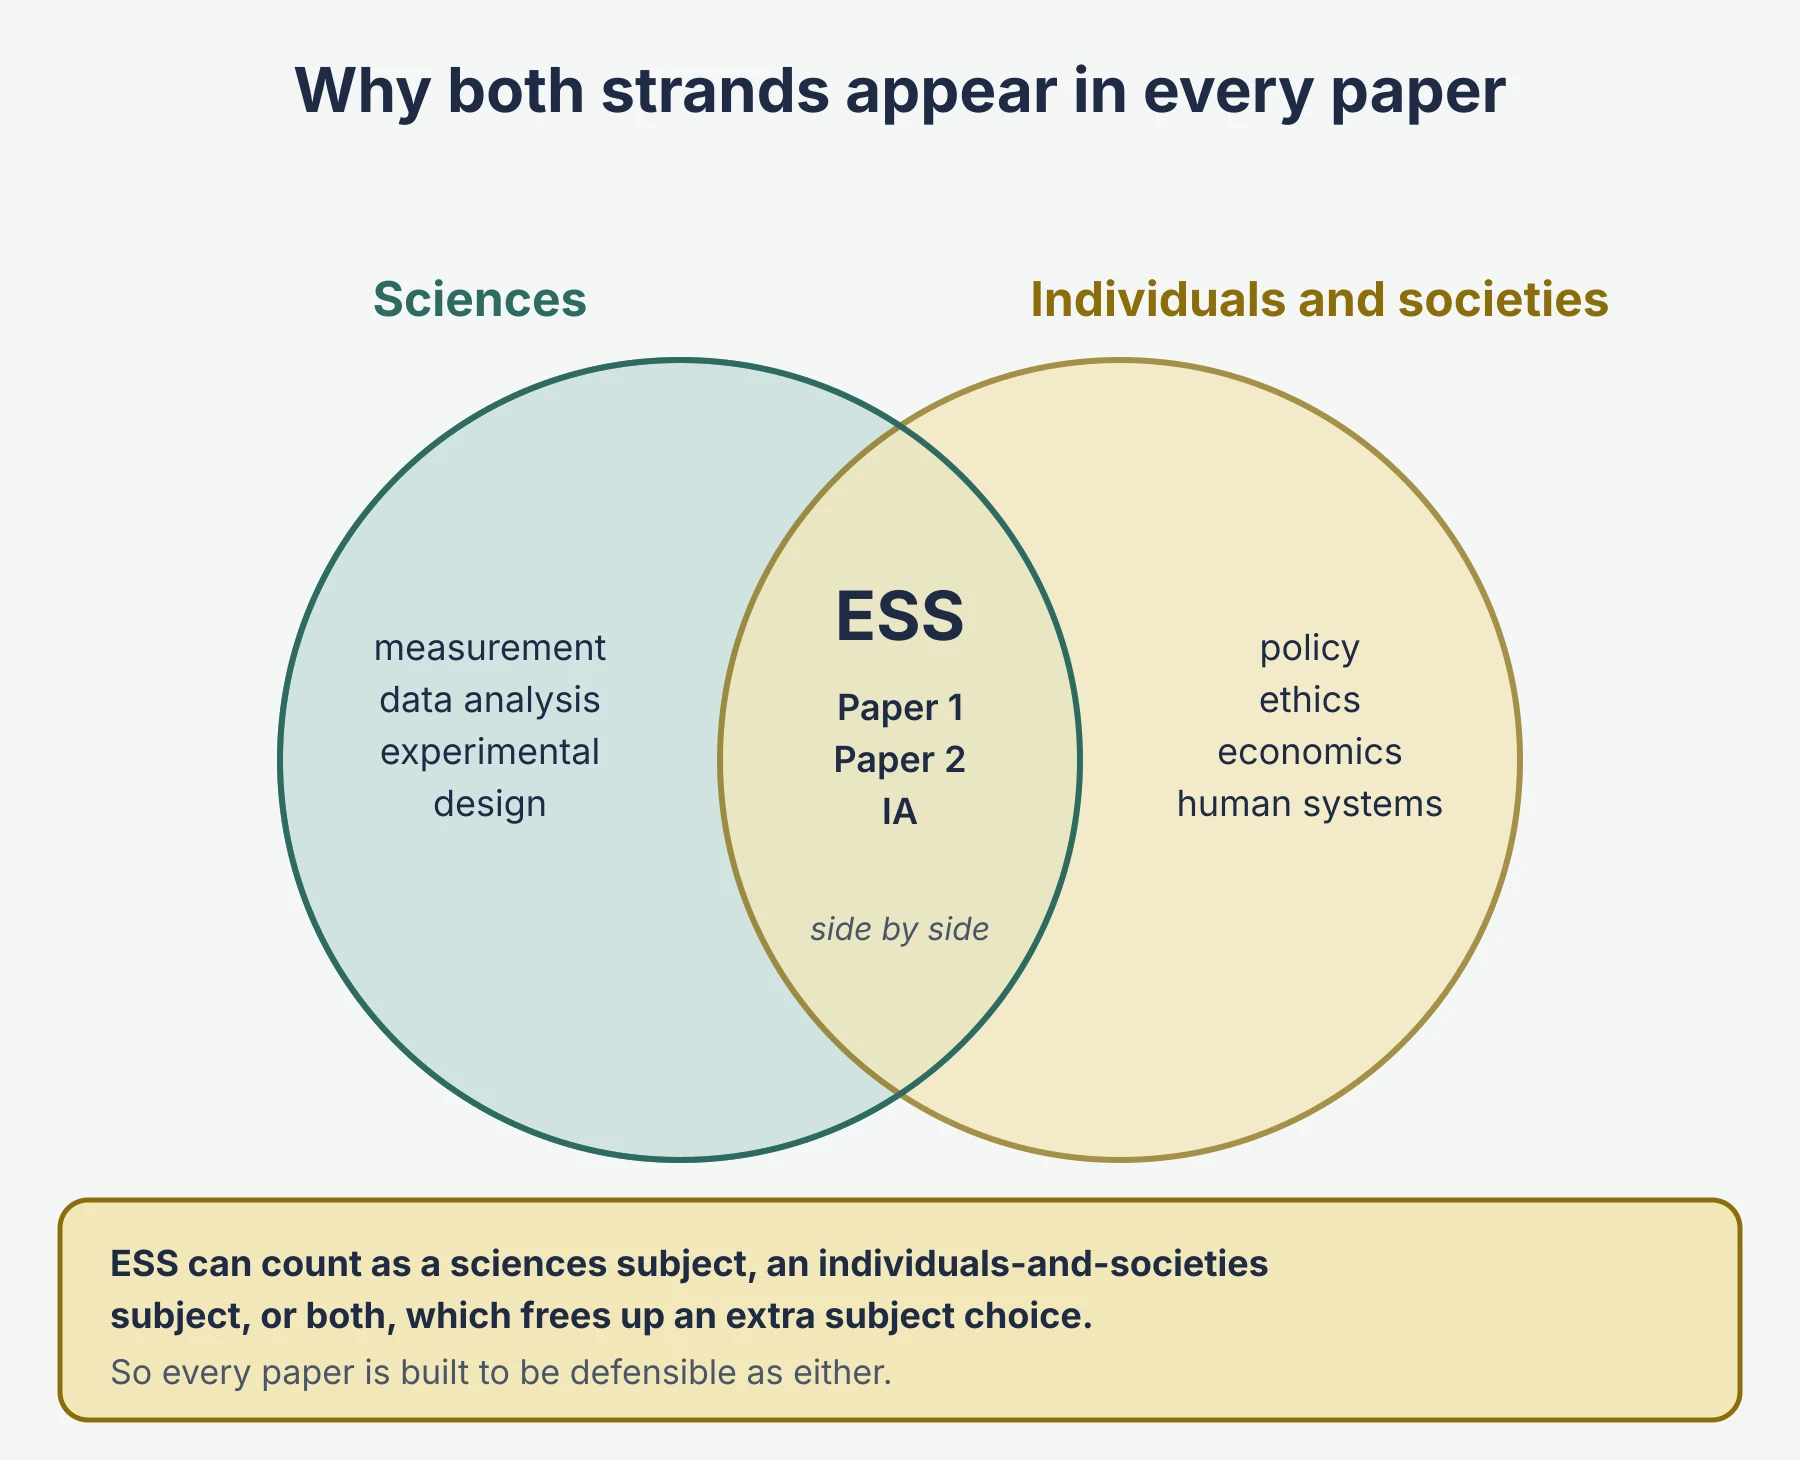 Why both strands appear in every paper
Sciences
Individuals and societies
measurement
data analysis
experimental
design
ESS
Paper 1
Paper 2
IA
side by side
policy
ethics
economics
human systems
ESS can count as a sciences subject, an individuals-and-societies
subject, or both, which frees up an extra subject choice.
So every paper is built to be defensible as either.